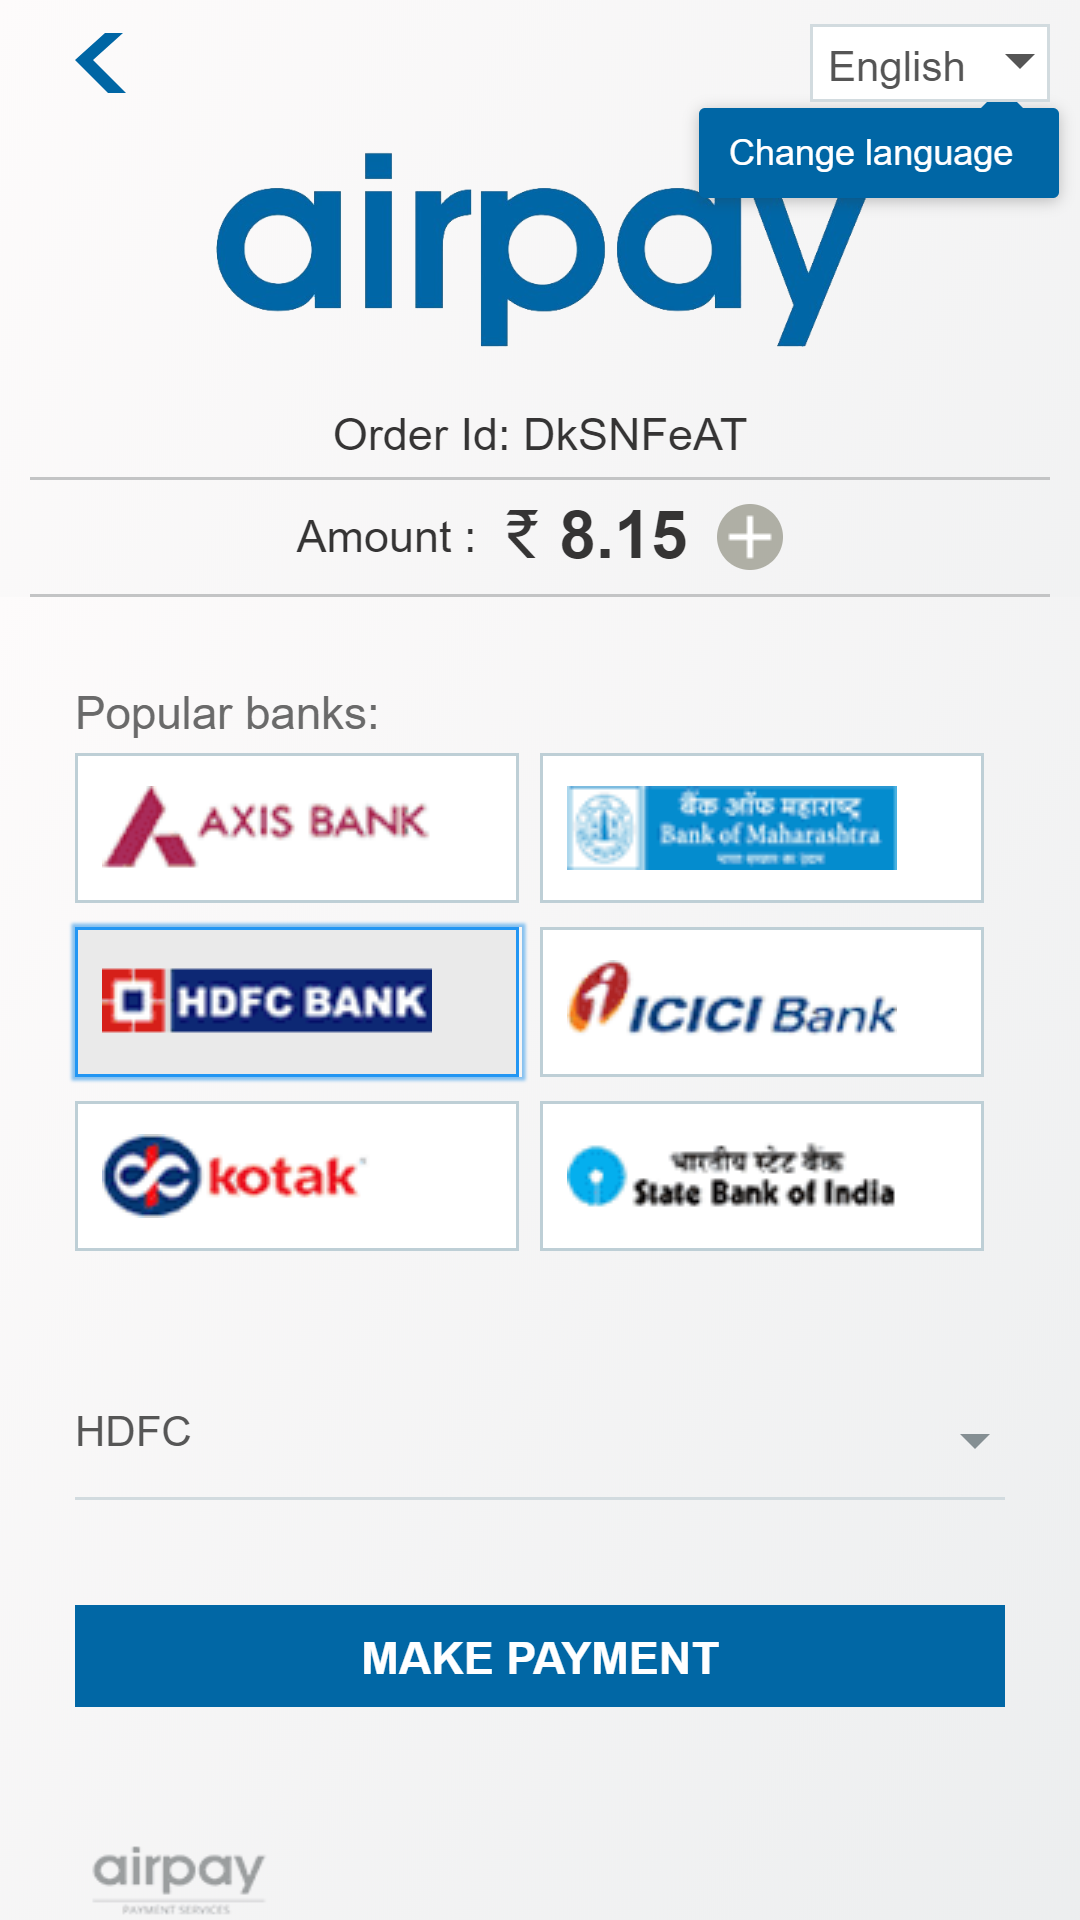 English
Change language
airpay
Order Id: DkSNFeAT
Amount : ₹ 8.15
Popular banks:
AXIS BANK
बैंक ऑफ महाराष्ट्र
Bank of Maharashtra
HDFC BANK
ICICI Bank
kotak
भारतीय स्टेट बैंक
State Bank of India
HDFC
MAKE PAYMENT
airpay
PAYMENT SERVICES